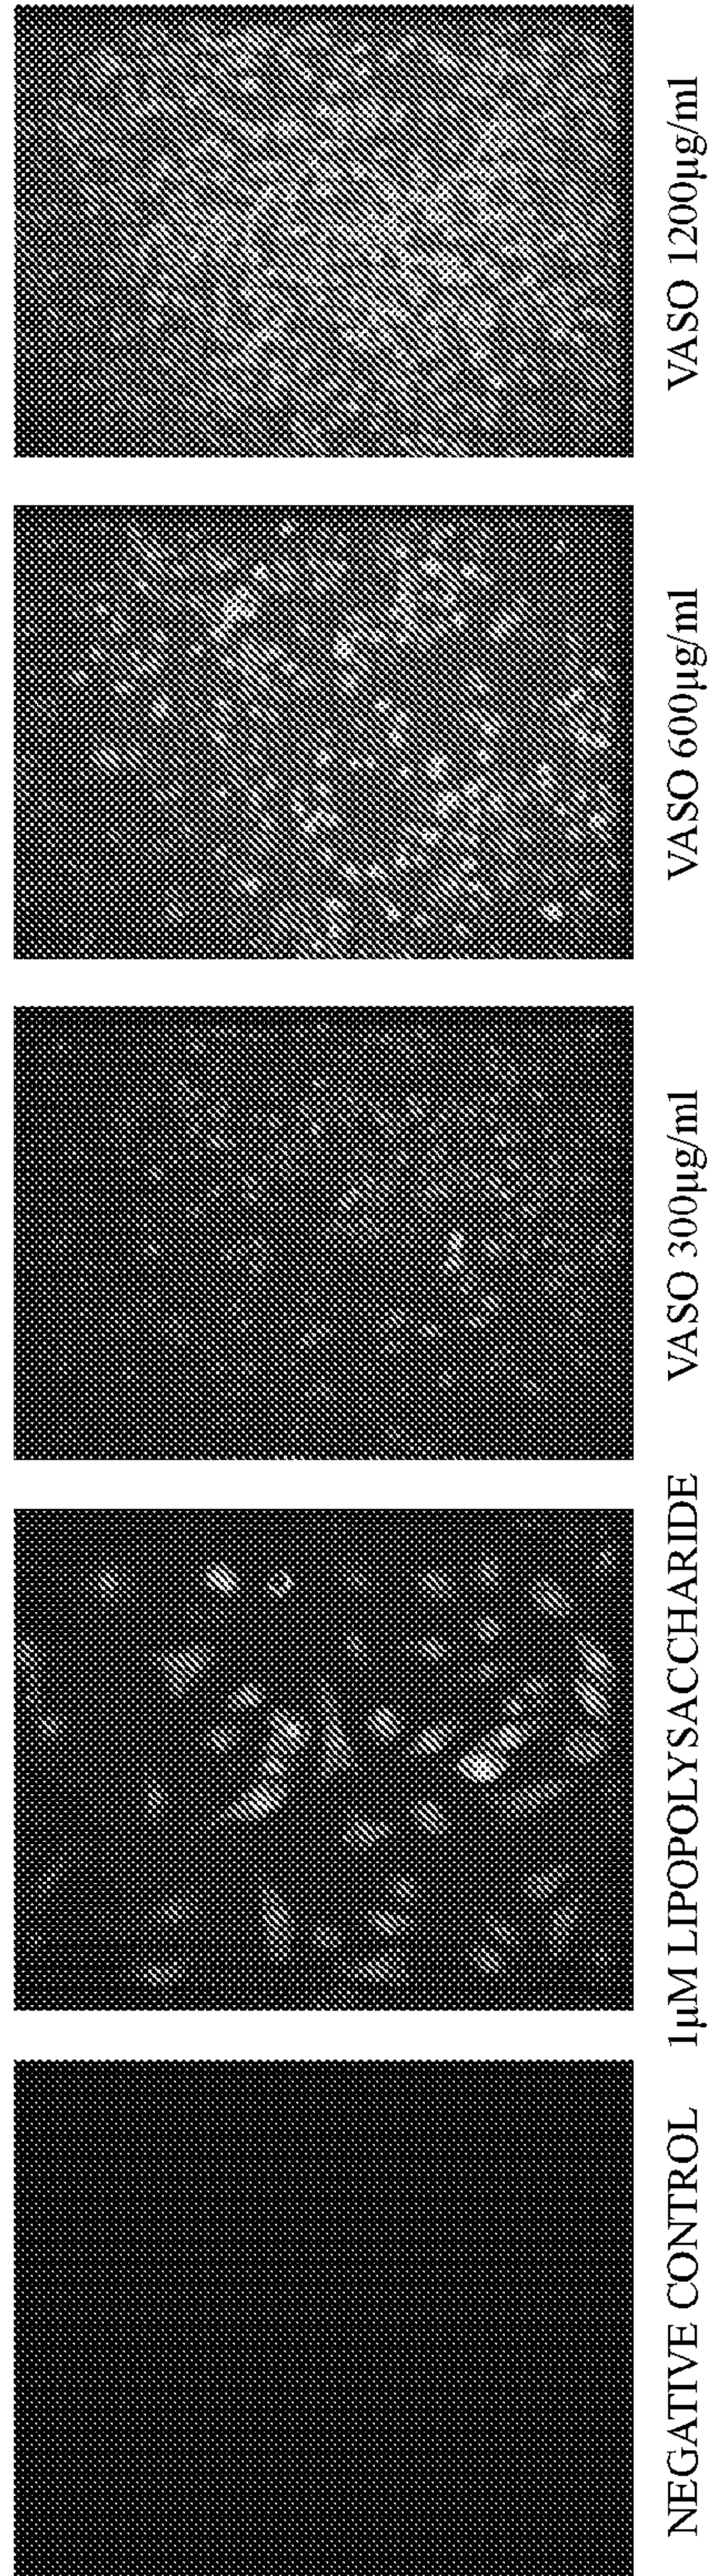 NEGATIVE CONTROL
1µM LIPOPOLYSACCHARIDE
VASO 300µg/ml
VASO 600µg/ml
VASO 1200µg/ml